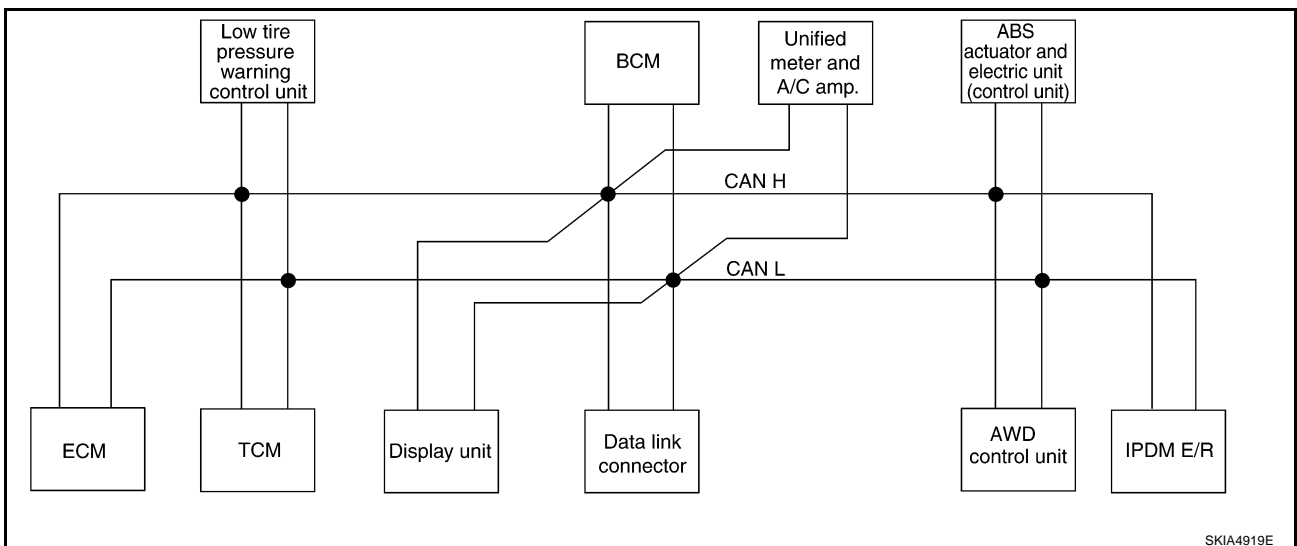 Low tire
pressure
warning
control unit
BCM
Unified
meter and
A/C amp.
ABS
actuator and
electric unit
(control unit)
CAN H
CAN L
ECM
TCM
Display unit
Data link
connector
AWD
control unit
IPDM E/R
SKIA4919E